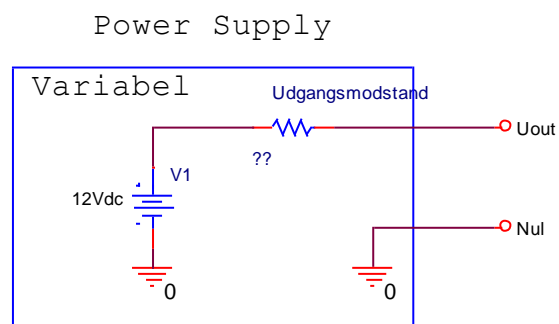 Power Supply
Variabel
Udgangsmodstand
Uout
??
V1
12Vdc
Nul
0
0